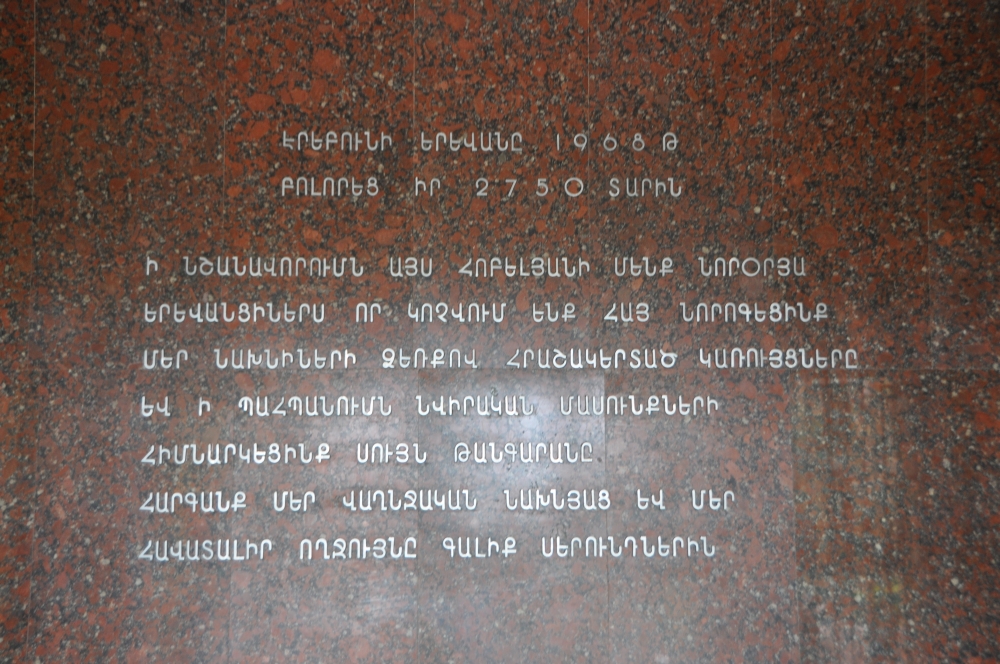 ԷՐԵԲՈՒՆԻ ԵՐԵՎԱՆԸ 1968 Թ
ԲՈԼՈՐԵՑ ԻՐ 2750 ՏԱՐԻՆ
Ի ՆՇԱՆԱՎՈՐՈՒՄՆ ԱՅՍ ՀՈԲԵԼՅԱՆԻ ՄԵՆՔ ՆՈՐՕՐՅԱ
ԵՐԵՎԱՆՑԻՆԵՐՍ ՈՐ ԿՈՉՎՈՒՄ ԵՆՔ ՀԱՅ ՆՈՐՈԳԵՑԻՆՔ
ՄԵՐ ՆԱԽՆԻՆԵՐԻ ՁԵՌՔՈՎ ՀՐԱՇԱԿԵՐՏԱԾ ԿԱՌՈՒՅՑՆԵՐԸ
ԵՎ Ի ՊԱՀՊԱՆՈՒՄՆ ՆՎԻՐԱԿԱՆ ՄԱՍՈՒՆՔՆԵՐԻ
ՀԻՄՆԱՐԿԵՑԻՆՔ ՍՈՒՅՆ ԹԱՆԳԱՐԱՆԸ
ՀԱՐԳԱՆՔ ՄԵՐ ՎԱՂՆՋԱԿԱՆ ՆԱԽՆՅԱՑ ԵՎ ՄԵՐ
ՀԱՎԱՏԱԼԻՐ ՈՂՋՈՒՅՆԸ ԳԱԼԻՔ ՍԵՐՈՒՆԴՆԵՐԻՆ